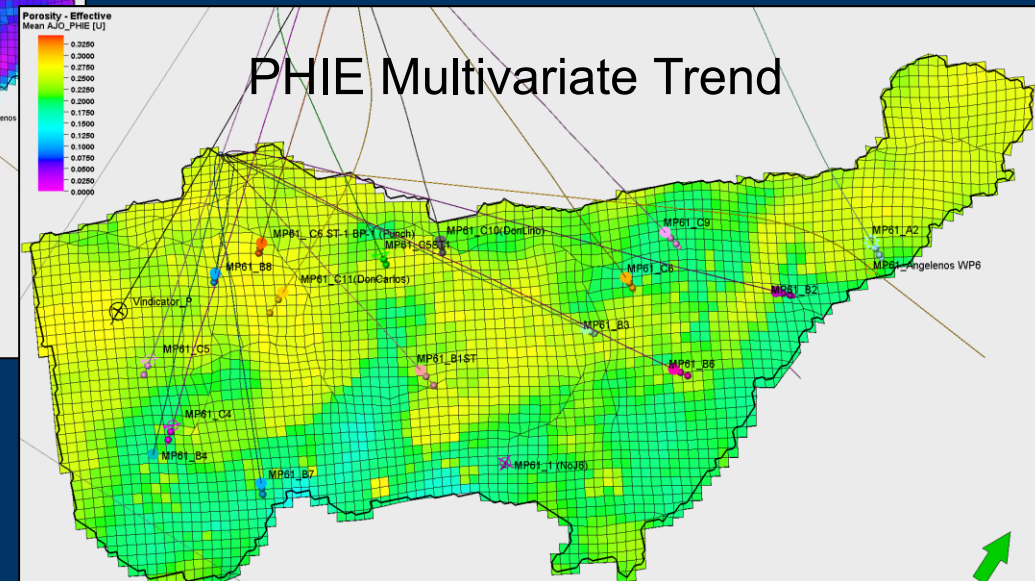 Porosity - Effective
Mean AJO_PHIE [U]
0.3250
0.3000
0.2750
0.2500
0.2250
0.2000
0.1750
0.1500
0.1250
0.1000
0.0750
0.0500
0.0250
0.0000
enos
PHIE Multivariate Trend
MP61_C9
MP61_A2
MP61_C10(DonLino)
MP61_ C6 ST-1 BP-1 (Punch)
MP61_C5ST1
MP61_Angelenos WP6
MP61_B8
MP61_C6
MP61_C11(DonCarlos)
MP61_B2
Vindicator_P
MP61_B3
MP61_C5
MP61_B1ST
MP61_B6
MP61_C4
MP61_B4
MP61_1 (NoJ6)
MP61_B7